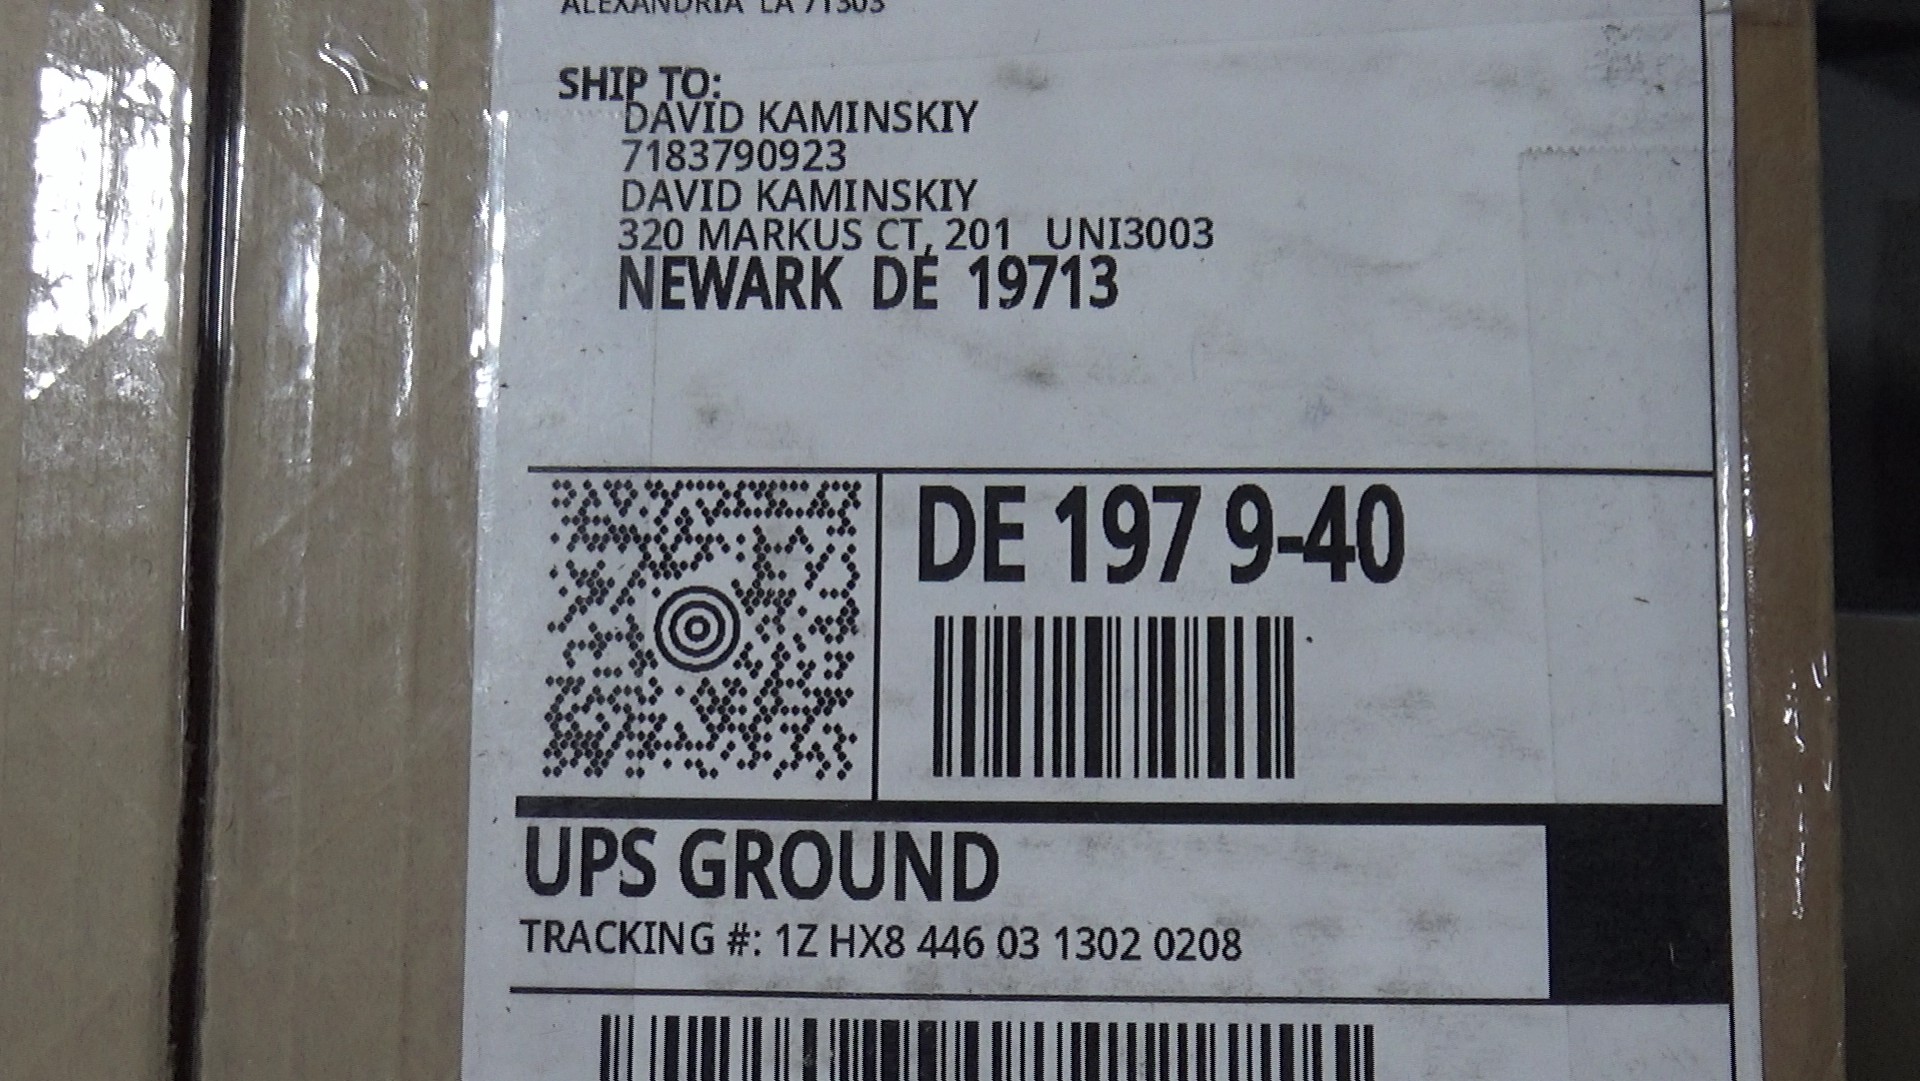 ALEXANDRIA LA 71303
SHIP TO:
DAVID KAMINSKIY
7183790923
DAVID KAMINSKIY
320 MARKUS CT, 201 UNI3003
NEWARK DE 19713
DE 197 9-40
UPS GROUND
TRACKING #: 1Z HX8 446 03 1302 0208